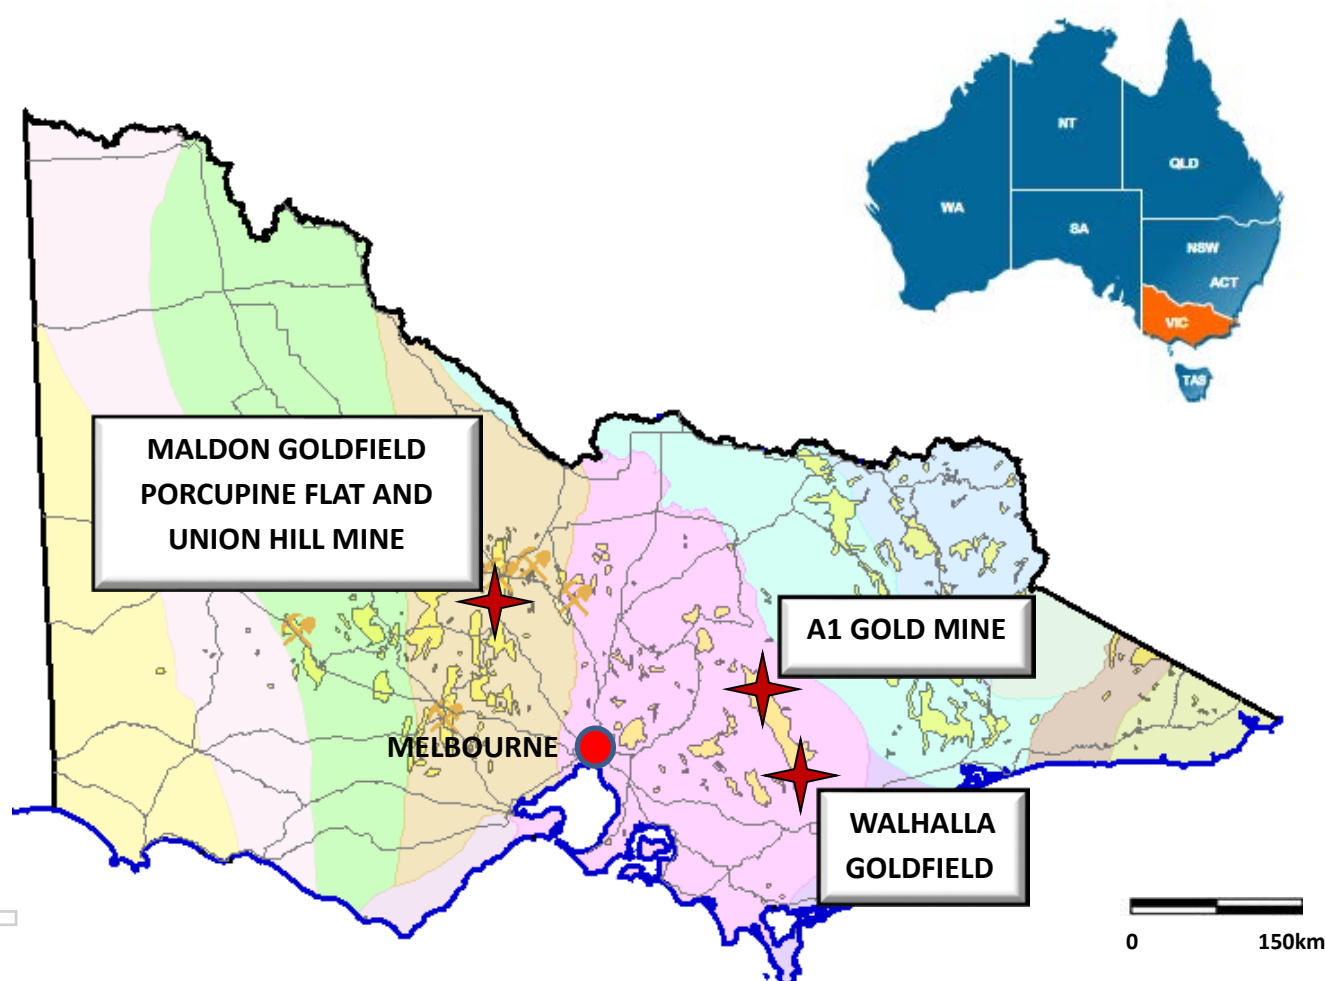 NT
QLD
WA
SA
NSW
ACT
VIC
TAS
MALDON GOLDFIELD
PORCUPINE FLAT AND
UNION HILL MINE
A1 GOLD MINE
MELBOURNE
WALHALLA
GOLDFIELD
0 150km